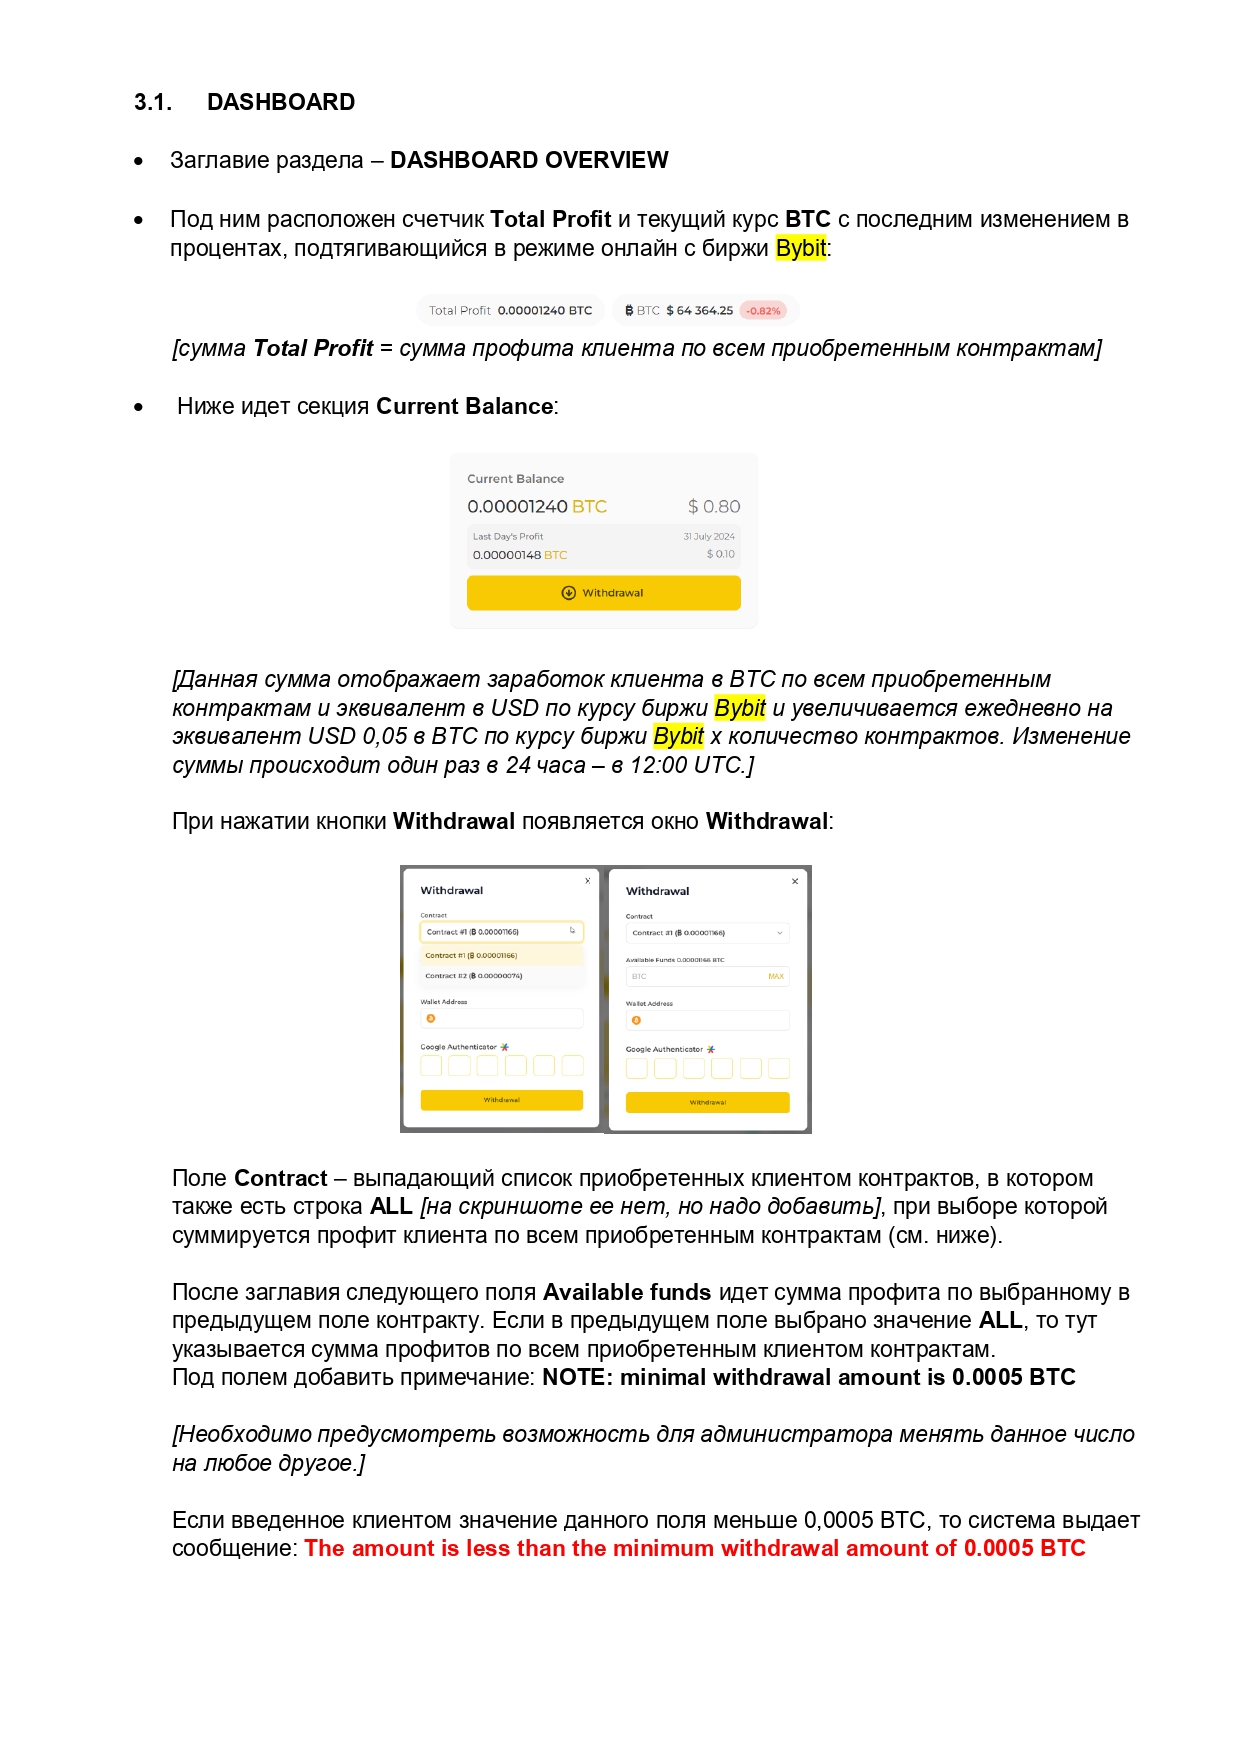 3.1. DASHBOARD
• Заглавие раздела – DASHBOARD OVERVIEW
• Под ним расположен счетчик Total Profit и текущий курс BTC с последним изменением в
процентах, подтягивающийся в режиме онлайн с биржи Bybit:
Total Profit 0.00001240 BTC ₿ BTC $ 64 364.25 -0.82%
[сумма Total Profit = сумма профита клиента по всем приобретенным контрактам]
• Ниже идет секция Current Balance:
Current Balance
0.00001240 BTC $ 0.80
Last Day's Profit 31 July 2024
0.00000148 BTC $ 0.10
Withdrawal
[Данная сумма отображает заработок клиента в BTC по всем приобретенным
контрактам и эквивалент в USD по курсу биржи Bybit и увеличивается ежедневно на
эквивалент USD 0,05 в BTC по курсу биржи Bybit x количество контрактов. Изменение
суммы происходит один раз в 24 часа – в 12:00 UTC.]
При нажатии кнопки Withdrawal появляется окно Withdrawal:
Withdrawal
Contract
Contract #1 (₿ 0.00001166)
Contract #1 (₿ 0.00001166)
Contract #2 (₿ 0.00000074)
Wallet Address
Google Authenticator
Withdrawal
Withdrawal
Contract
Contract #1 (₿ 0.00001166)
Available Funds 0.00001166 BTC
BTC MAX
Wallet Address
Google Authenticator
Withdrawal
Поле Contract – выпадающий список приобретенных клиентом контрактов, в котором
также есть строка ALL [на скриншоте ее нет, но надо добавить], при выборе которой
суммируется профит клиента по всем приобретенным контрактам (см. ниже).
После заглавия следующего поля Available funds идет сумма профита по выбранному в
предыдущем поле контракту. Если в предыдущем поле выбрано значение ALL, то тут
указывается сумма профитов по всем приобретенным клиентом контрактам.
Под полем добавить примечание: NOTE: minimal withdrawal amount is 0.0005 BTC
[Необходимо предусмотреть возможность для администратора менять данное число
на любое другое.]
Если введенное клиентом значение данного поля меньше 0,0005 BTC, то система выдает
сообщение: The amount is less than the minimum withdrawal amount of 0.0005 BTC